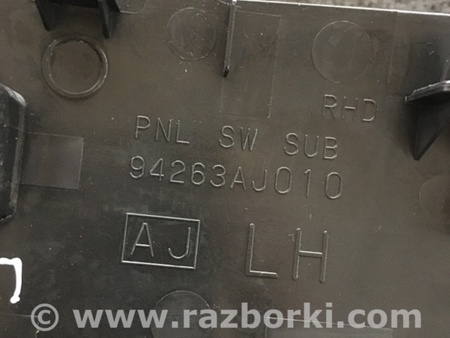 RHD
PNL SW SUB
94263AJ010
AJ LH
© www.razborki.com